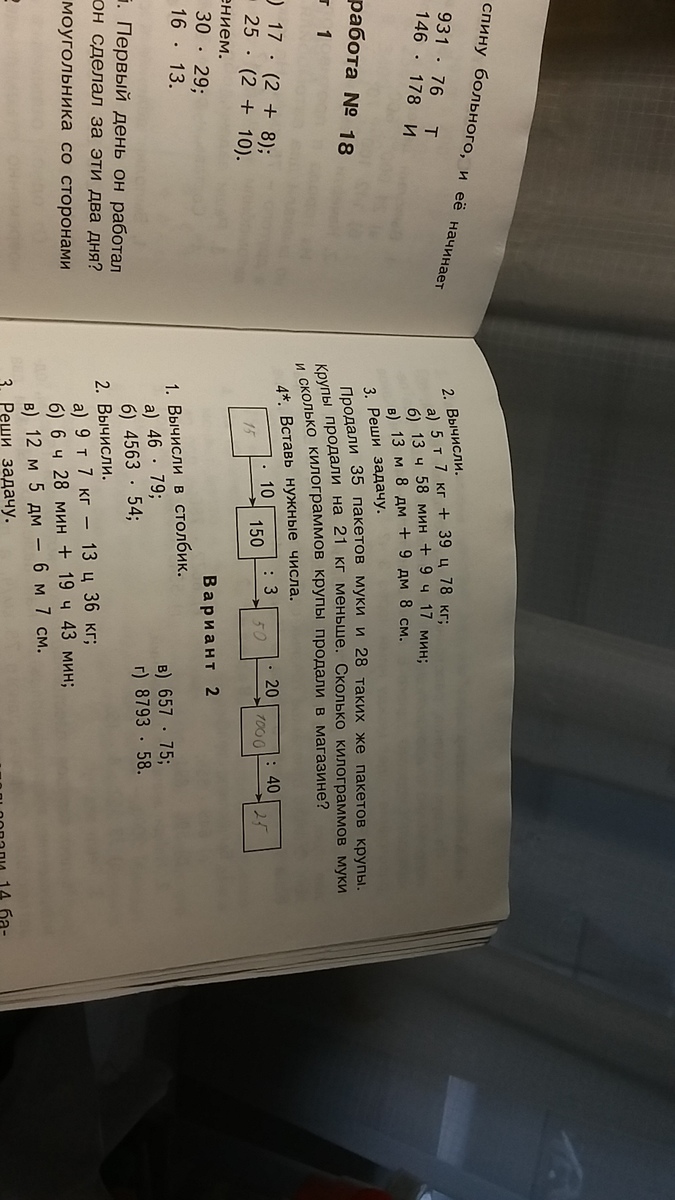 спину больного, и её начинает
931 · 76 Т
146 · 178 И
работа № 18
т 1
17 · (2 + 8);
25 · (2 + 10).
ением.
30 · 29;
16 · 13.
Первый день он работал
он сделал за эти два дня?
моугольника со сторонами
2. Вычисли.
а) 5 т 7 кг + 39 ц 78 кг;
б) 13 ч 58 мин + 9 ч 17 мин;
в) 13 м 8 дм + 9 дм 8 см.
3. Реши задачу.
Продали 35 пакетов муки и 28 таких же пакетов крупы.
Крупы продали на 21 кг меньше. Сколько килограммов муки
и сколько килограммов крупы продали в магазине?
4*. Вставь нужные числа.
15 · 10 150 : 3 50 · 20 1000 : 40 25
Вариант 2
1. Вычисли в столбик.
а) 46 · 79; в) 657 · 75;
б) 4563 · 54; г) 8793 · 58.
2. Вычисли.
а) 9 т 7 кг − 13 ц 36 кг;
б) 6 ч 28 мин + 19 ч 43 мин;
в) 12 м 5 дм − 6 м 7 см.
3. Реши задачу.
14 ба-